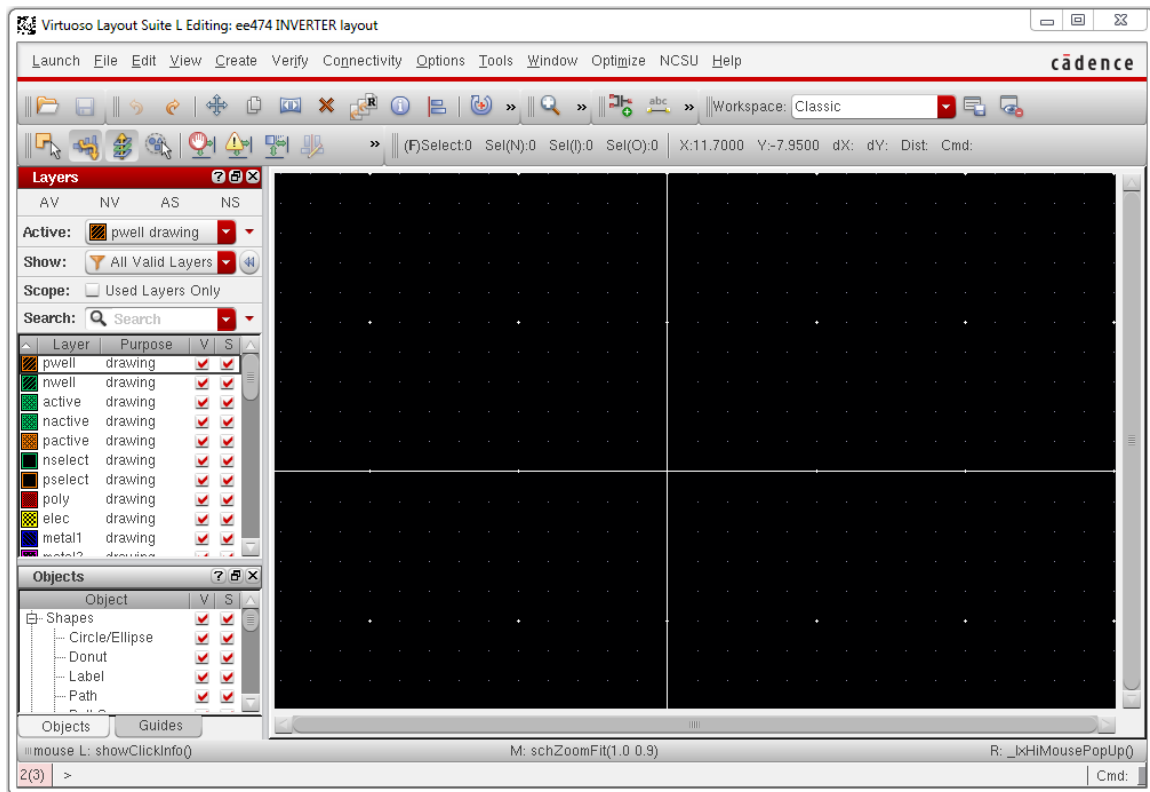 Virtuoso Layout Suite L Editing: ee474 INVERTER layout
Launch File Edit View Create Verify Connectivity Options Tools Window Optimize NCSU Help cādence
R » » abc » Workspace: Classic
» (F)Select:0 Sel(N):0 Sel(I):0 Sel(O):0 X:11.7000 Y:-7.9500 dX: dY: Dist: Cmd:
Layers
AV NV AS NS
Active: pwell drawing
Show: All Valid Layers
Scope: Used Layers Only
Search: Search
Layer Purpose V S
pwell drawing
nwell drawing
active drawing
nactive drawing
pactive drawing
nselect drawing
pselect drawing
poly drawing
elec drawing
metal1 drawing
Objects
Object V S
Shapes
Circle/Ellipse
Donut
Label
Path
Objects Guides
mouse L: showClickInfo() M: schZoomFit(1.0 0.9) R: _lxHiMousePopUp()
2(3) > Cmd: